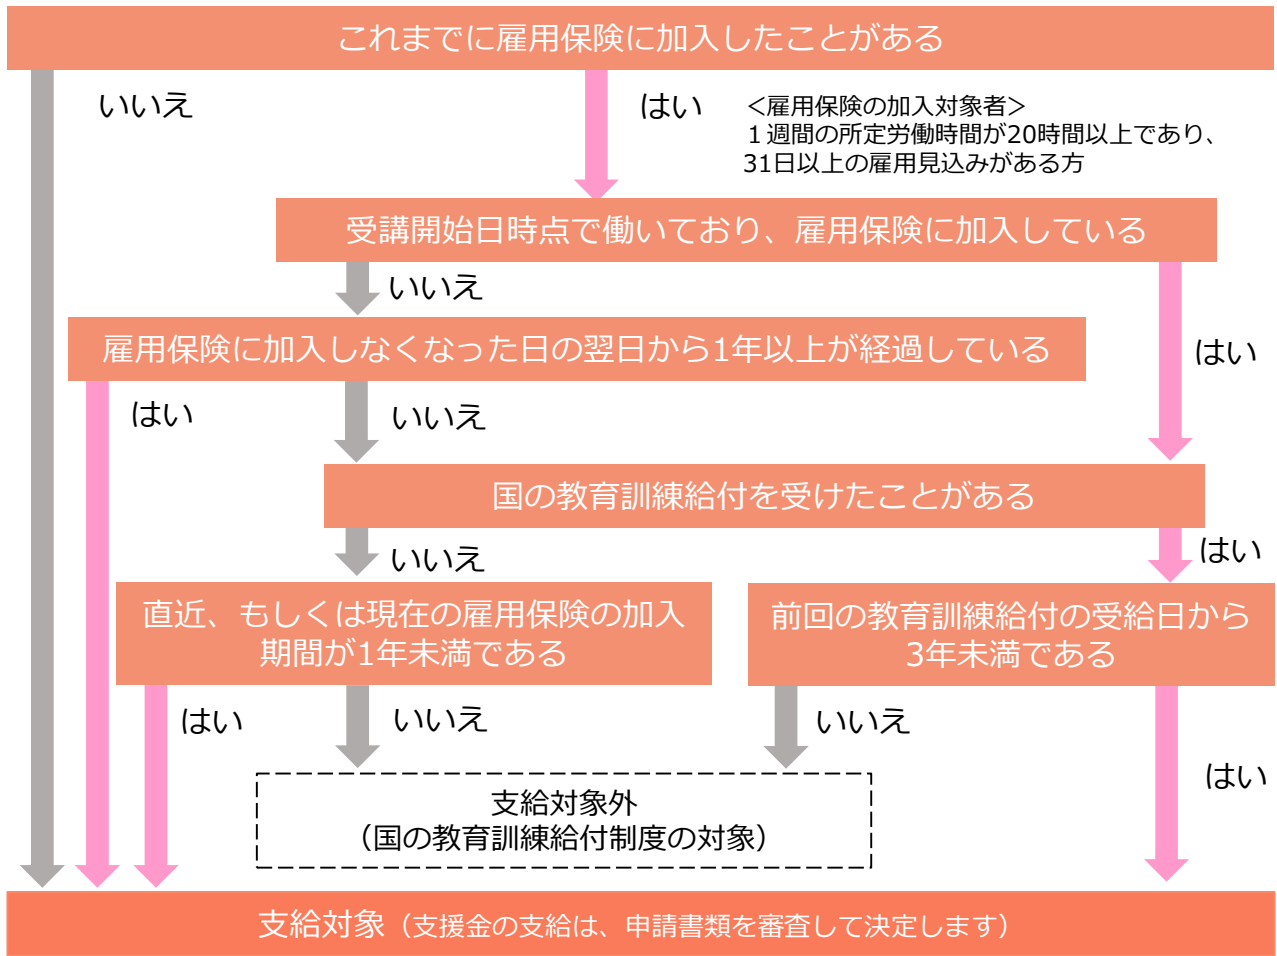 これまでに雇用保険に加入したことがある
いいえ
はい
＜雇用保険の加入対象者＞
１週間の所定労働時間が20時間以上であり、
31日以上の雇用見込みがある方
受講開始日時点で働いており、雇用保険に加入している
いいえ
はい
雇用保険に加入しなくなった日の翌日から1年以上が経過している
はい
いいえ
国の教育訓練給付を受けたことがある
いいえ
はい
直近、もしくは現在の雇用保険の加入
期間が1年未満である
前回の教育訓練給付の受給日から
3年未満である
はい
いいえ
いいえ
はい
支給対象外
（国の教育訓練給付制度の対象）
支給対象（支援金の支給は、申請書類を審査して決定します）